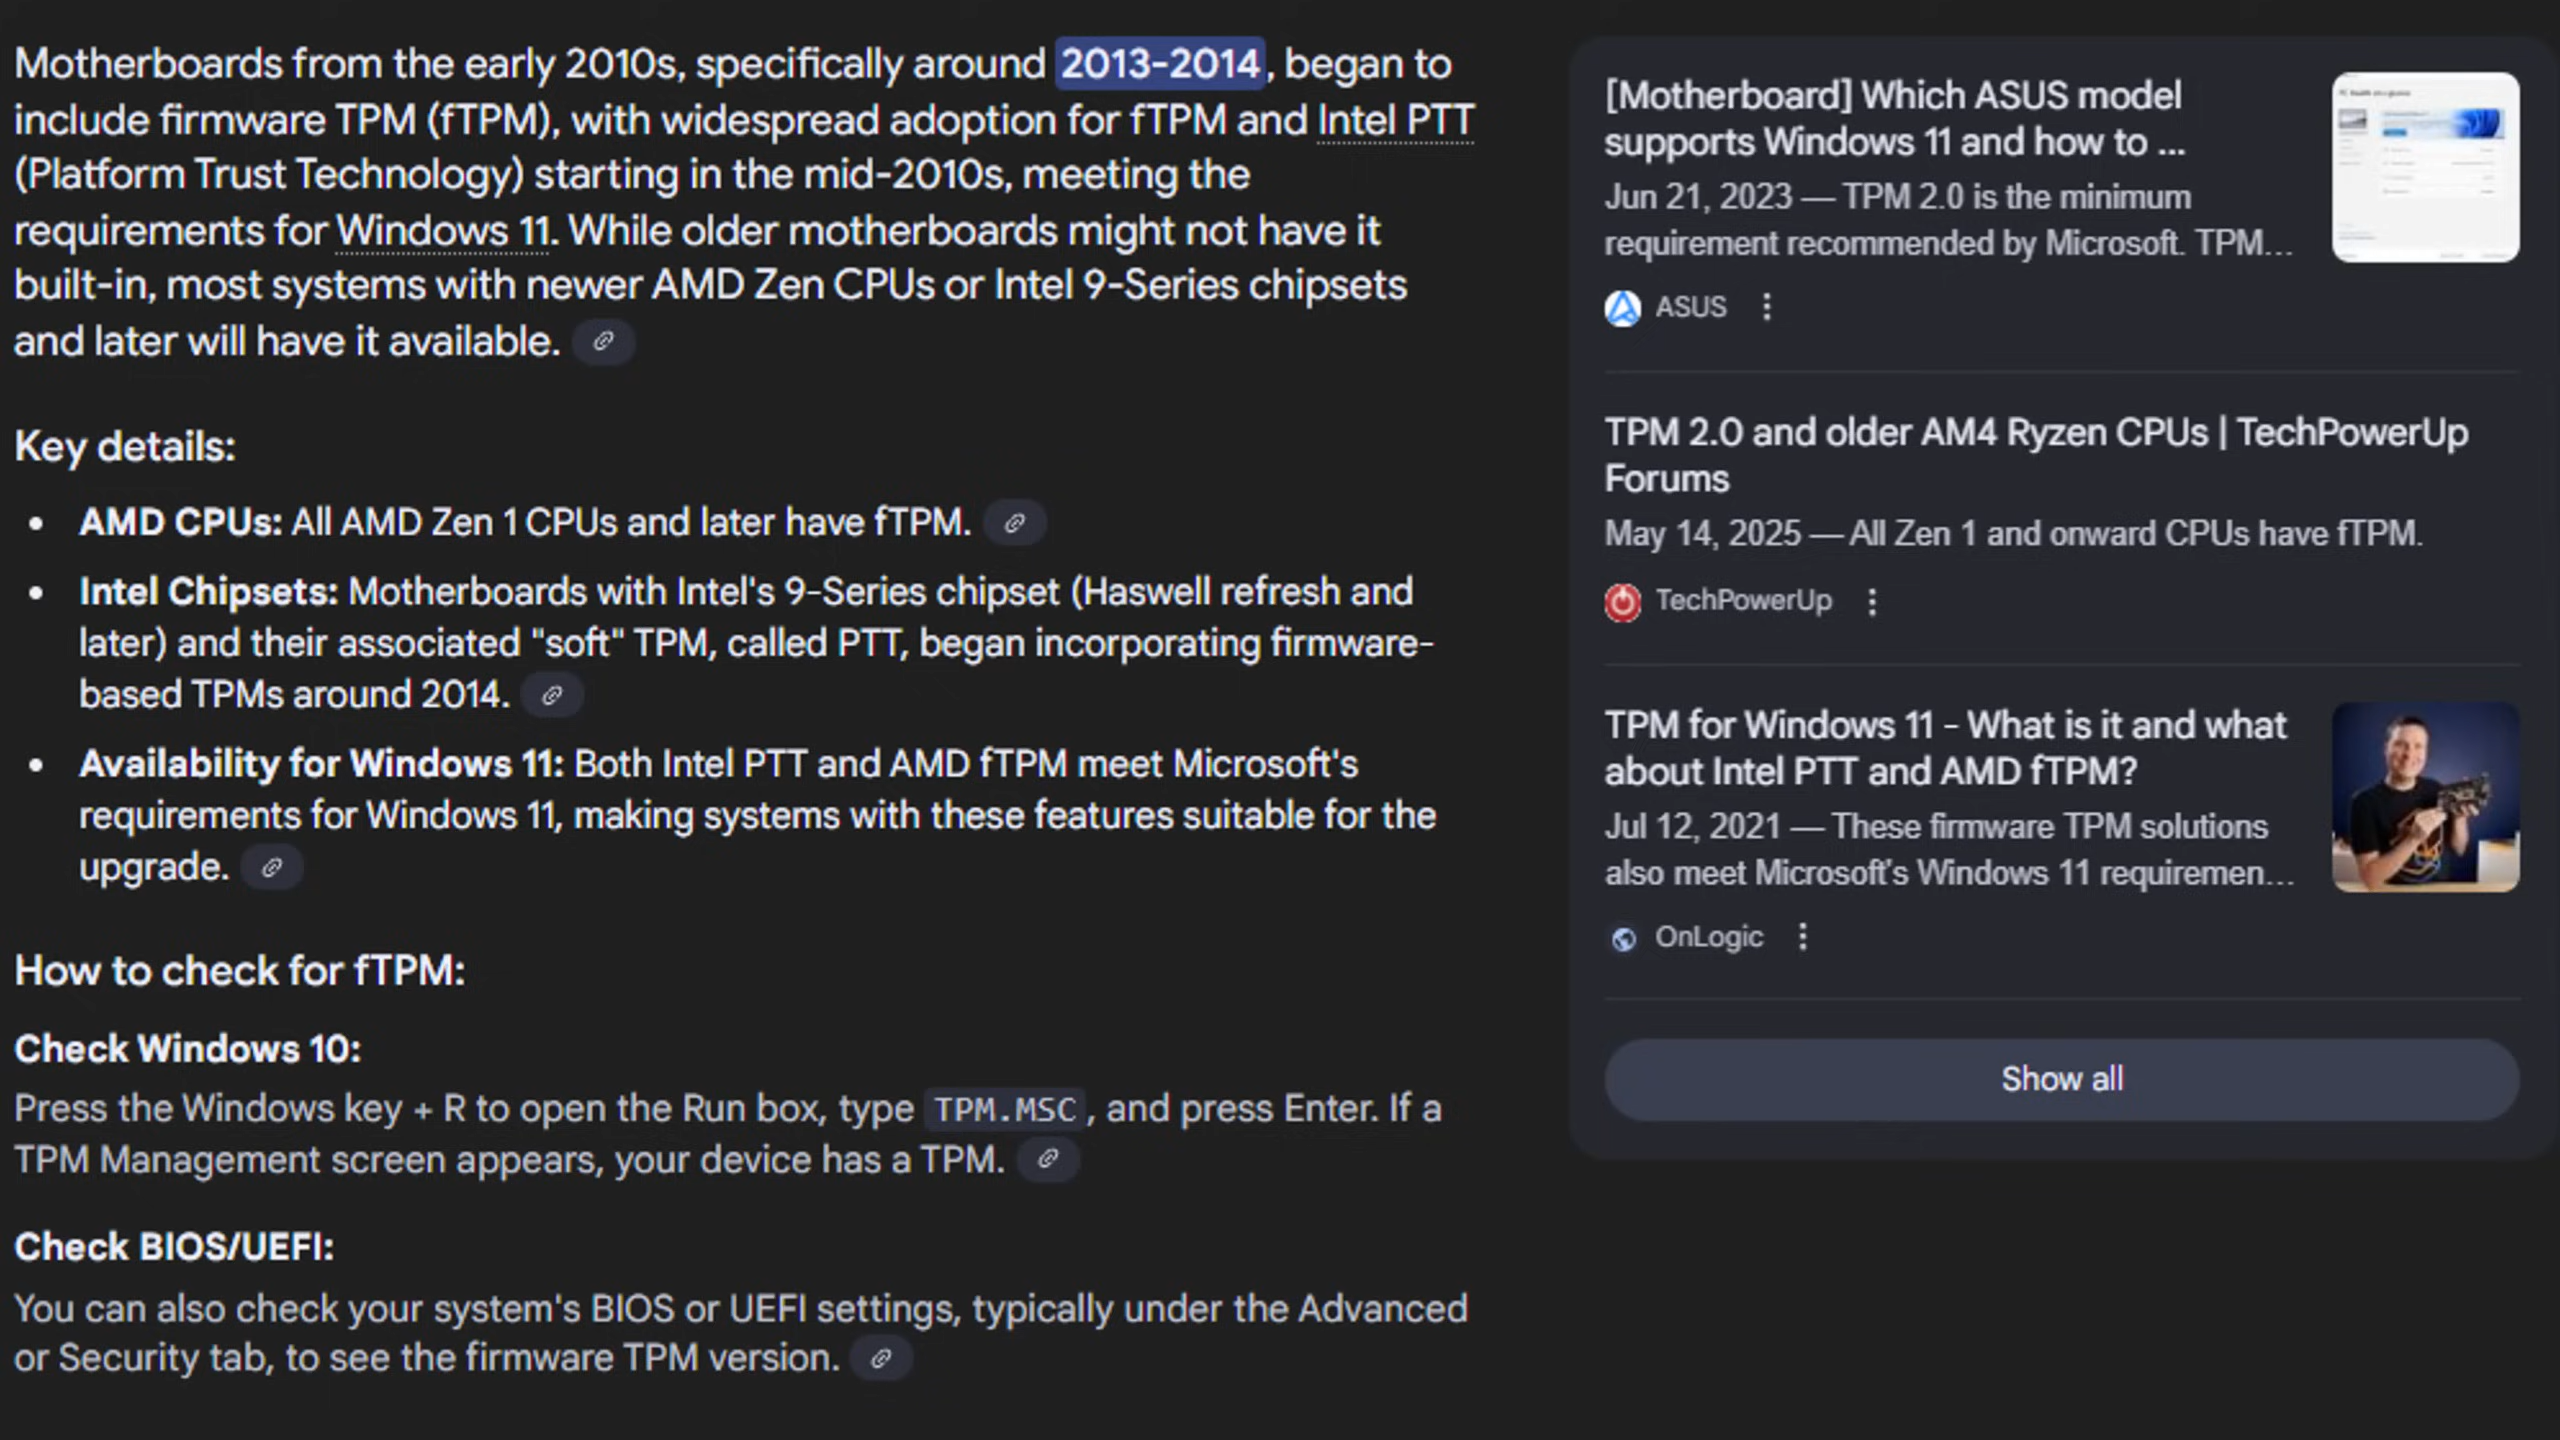 Motherboards from the early 2010s, specifically around 2013-2014, began to
include firmware TPM (fTPM), with widespread adoption for fTPM and Intel PTT
(Platform Trust Technology) starting in the mid-2010s, meeting the
requirements for Windows 11. While older motherboards might not have it
built-in, most systems with newer AMD Zen CPUs or Intel 9-Series chipsets
and later will have it available.
Key details:
• AMD CPUs: All AMD Zen 1 CPUs and later have fTPM.
• Intel Chipsets: Motherboards with Intel's 9-Series chipset (Haswell refresh and
later) and their associated "soft" TPM, called PTT, began incorporating firmware-
based TPMs around 2014.
• Availability for Windows 11: Both Intel PTT and AMD fTPM meet Microsoft's
requirements for Windows 11, making systems with these features suitable for the
upgrade.
How to check for fTPM:
Check Windows 10:
Press the Windows key + R to open the Run box, type TPM.MSC, and press Enter. If a
TPM Management screen appears, your device has a TPM.
Check BIOS/UEFI:
You can also check your system's BIOS or UEFI settings, typically under the Advanced
or Security tab, to see the firmware TPM version.
[Motherboard] Which ASUS model
supports Windows 11 and how to ...
Jun 21, 2023 — TPM 2.0 is the minimum
requirement recommended by Microsoft. TPM...
ASUS
TPM 2.0 and older AM4 Ryzen CPUs | TechPowerUp
Forums
May 14, 2025 — All Zen 1 and onward CPUs have fTPM.
TechPowerUp
TPM for Windows 11 - What is it and what
about Intel PTT and AMD fTPM?
Jul 12, 2021 — These firmware TPM solutions
also meet Microsoft's Windows 11 requiremen...
OnLogic
Show all